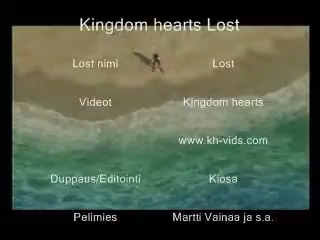 Kingdom hearts Lost
Lost nimi Lost
Videot Kingdom hearts
www.kh-vids.com
Duppaus/Editointi Kiosa
Pelimies Martti Vainaa ja s.a.